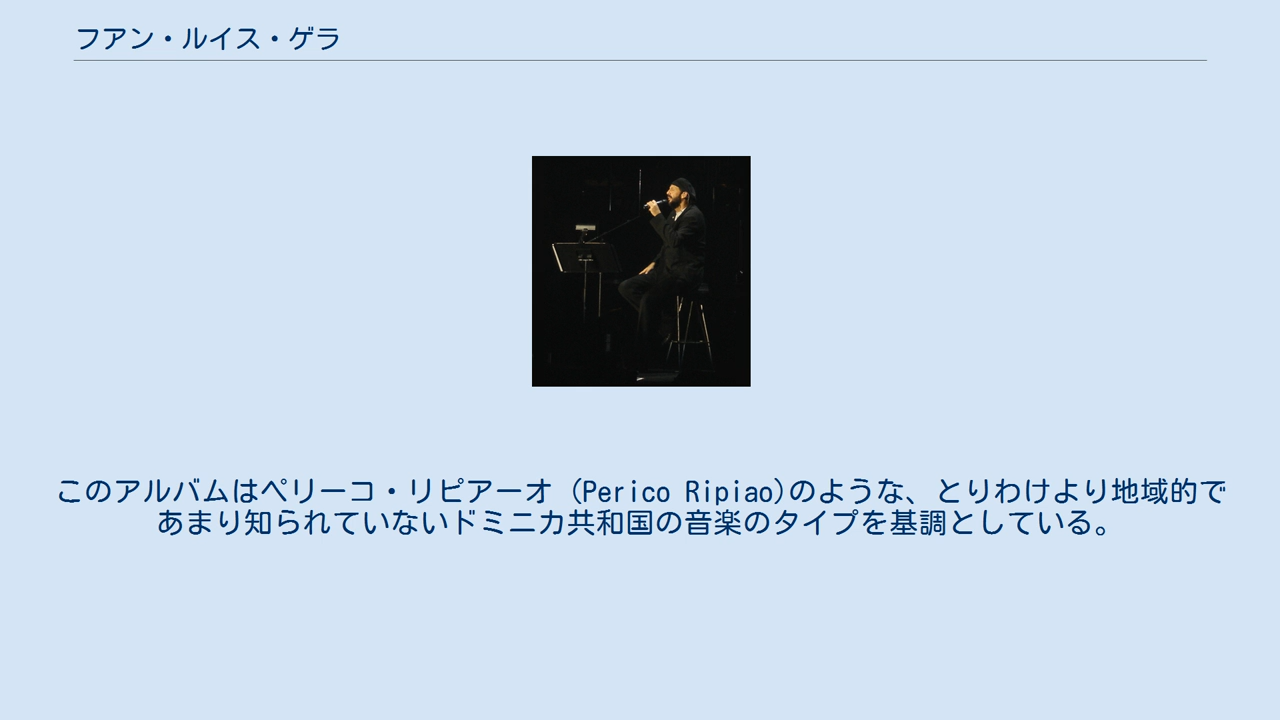 フアン・ルイス・ゲラ
このアルバムはペリーコ・リピアーオ (Perico Ripiao)のような、とりわけより地域的で
あまり知られていないドミニカ共和国の音楽のタイプを基調としている。